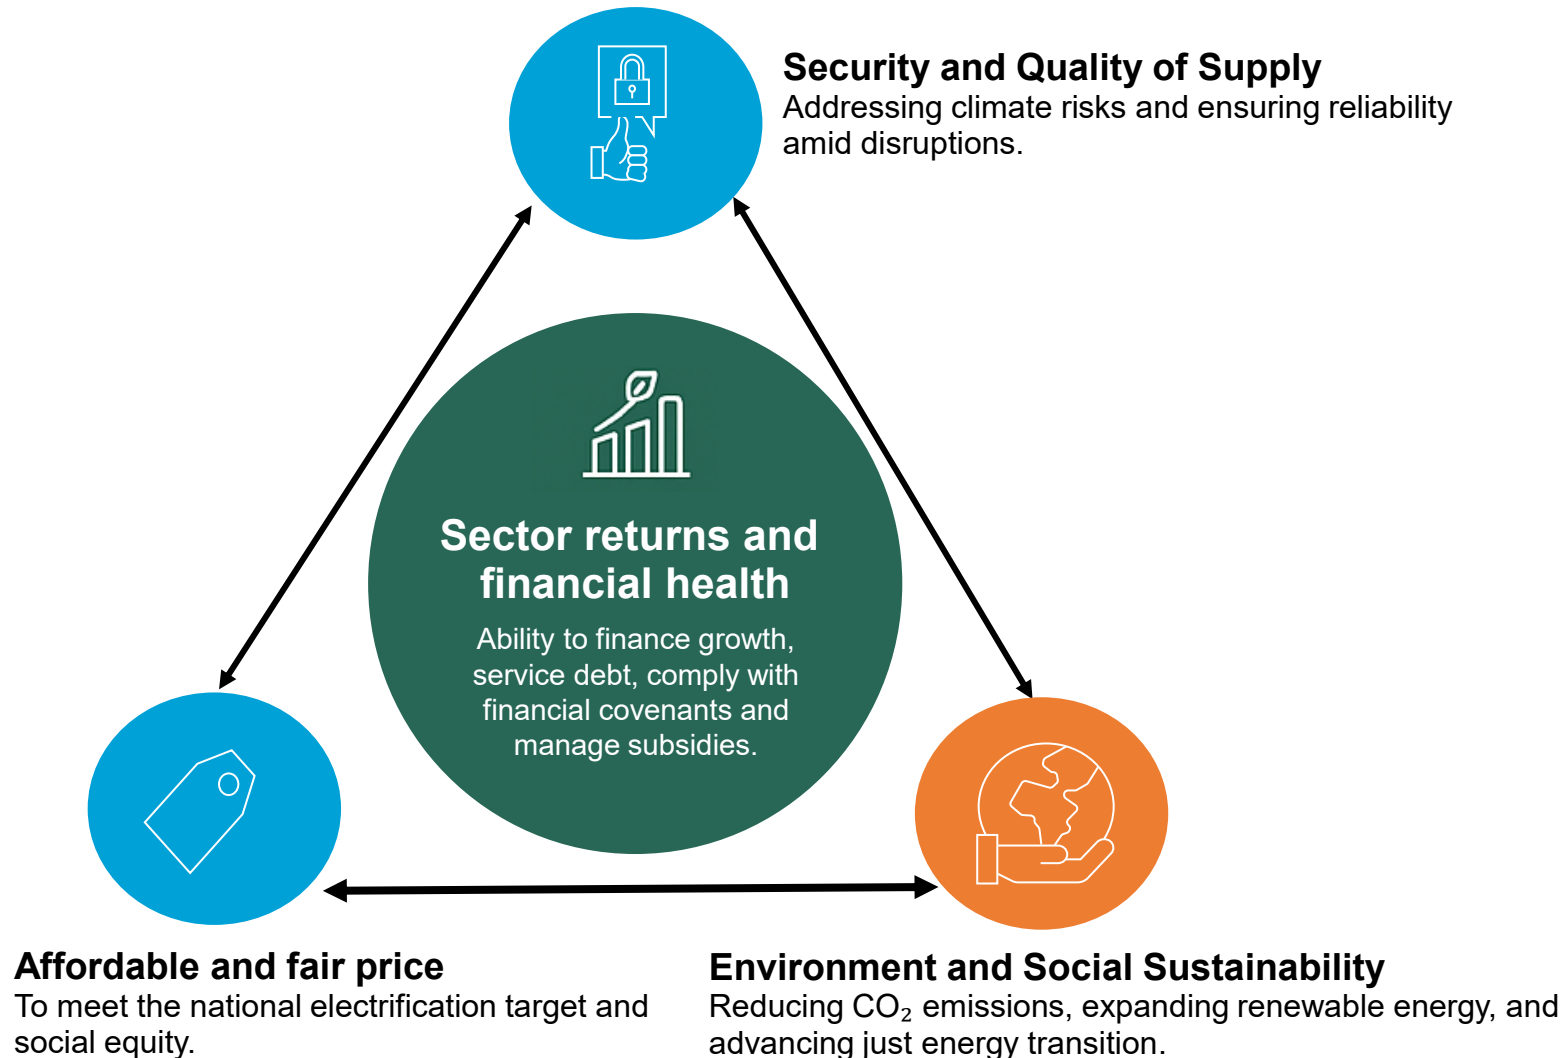 Security and Quality of Supply
Addressing climate risks and ensuring reliability
amid disruptions.
Sector returns and
financial health
Ability to finance growth,
service debt, comply with
financial covenants and
manage subsidies.
Affordable and fair price
To meet the national electrification target and
social equity.
Environment and Social Sustainability
Reducing CO₂ emissions, expanding renewable energy, and
advancing just energy transition.